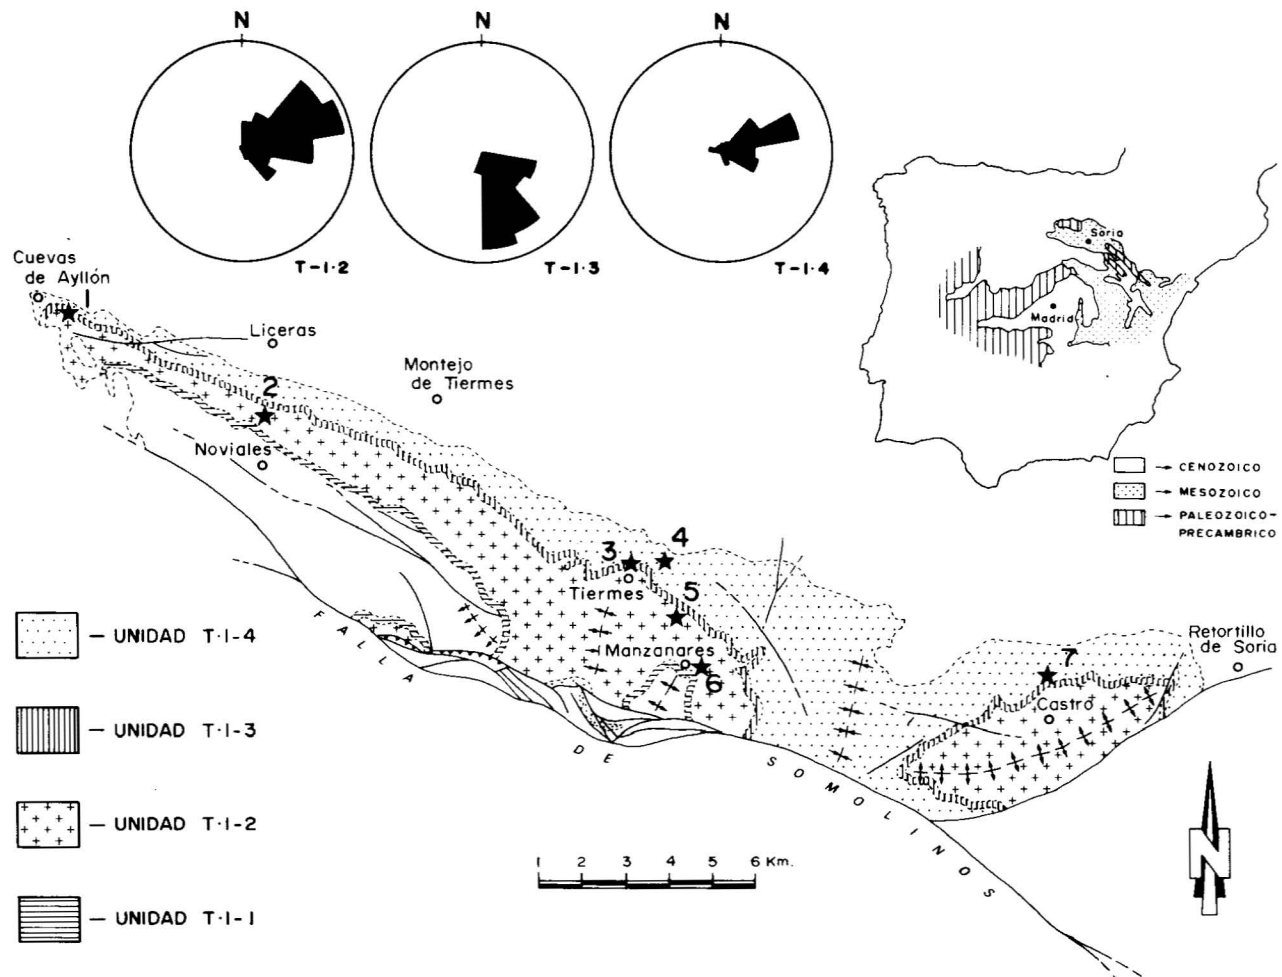 N
N
N
T-1·2
T-1·3
T-1·4
Soria
Madrid
Cuevas
de Ayllón
1
Liceras
Montejo
de Tiermes
2
Noviales
→ CENOZOICO
→ MESOZOICO
→ PALEOZOICO-
PRECAMBRICO
3
4
Tiermes
5
Manzanares
6
Retortillo
de Soria
7
Castro
FALLA DE SOMOLINOS
– UNIDAD T·1-4
– UNIDAD T·1-3
– UNIDAD T·1-2
– UNIDAD T·1-1
1 2 3 4 5 6 Km.
N